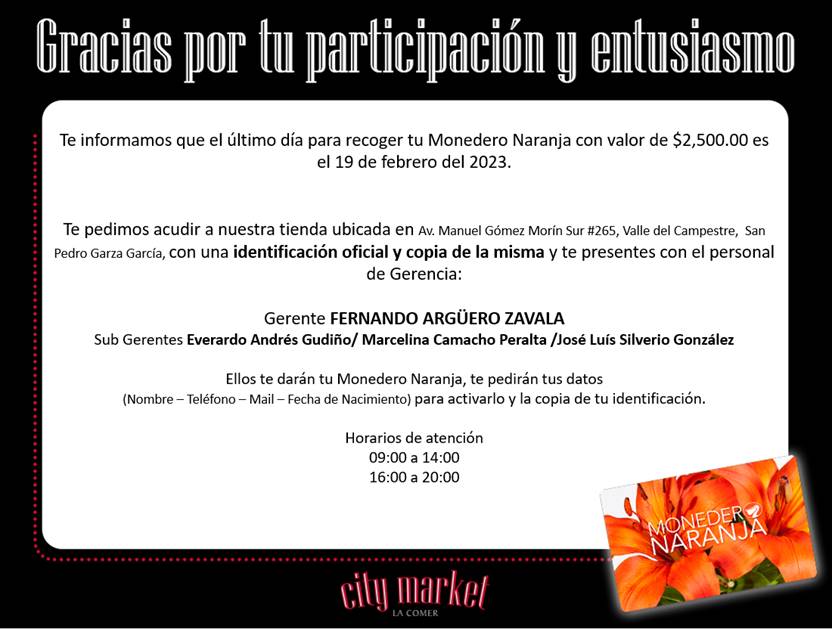 Gracias por tu participación y entusiasmo
Te informamos que el último día para recoger tu Monedero Naranja con valor de $2,500.00 es
el 19 de febrero del 2023.
Te pedimos acudir a nuestra tienda ubicada en Av. Manuel Gómez Morín Sur #265, Valle del Campestre, San
Pedro Garza García, con una identificación oficial y copia de la misma y te presentes con el personal
de Gerencia:
Gerente FERNANDO ARGÜERO ZAVALA
Sub Gerentes Everardo Andrés Gudiño/ Marcelina Camacho Peralta /José Luís Silverio González
Ellos te darán tu Monedero Naranja, te pedirán tus datos
(Nombre – Teléfono – Mail – Fecha de Nacimiento) para activarlo y la copia de tu identificación.
Horarios de atención
09:00 a 14:00
16:00 a 20:00
MONEDERO
NARANJA
city market
LA COMER